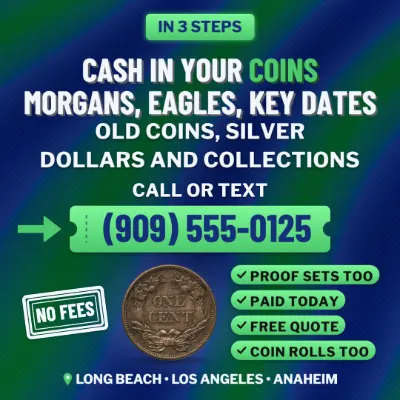 IN 3 STEPS
CASH IN YOUR COINS
MORGANS, EAGLES, KEY DATES
OLD COINS, SILVER
DOLLARS AND COLLECTIONS
CALL OR TEXT
(909) 555-0125
✓ PROOF SETS TOO
✓ PAID TODAY
NO FEES
ONE
CENT
✓ FREE QUOTE
✓ COIN ROLLS TOO
LONG BEACH • LOS ANGELES • ANAHEIM